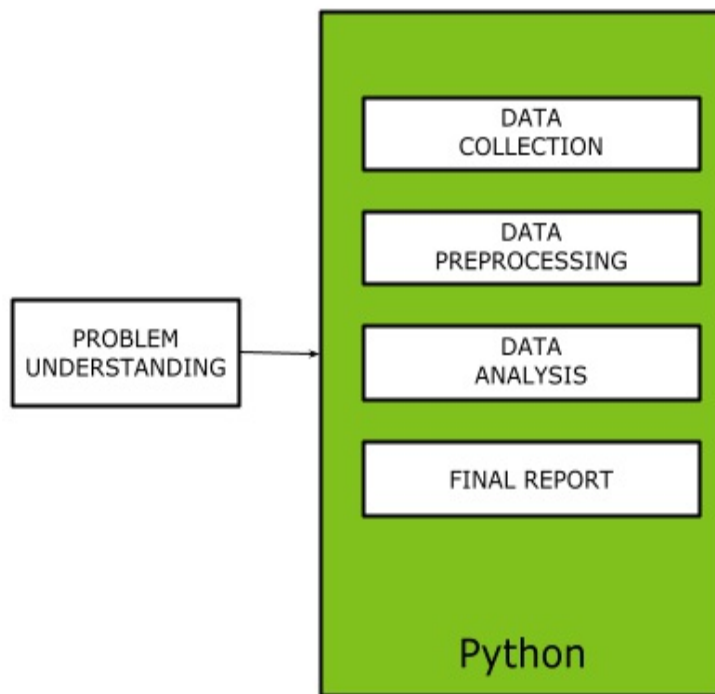 PROBLEM
UNDERSTANDING
DATA
COLLECTION
DATA
PREPROCESSING
DATA
ANALYSIS
FINAL REPORT
Python